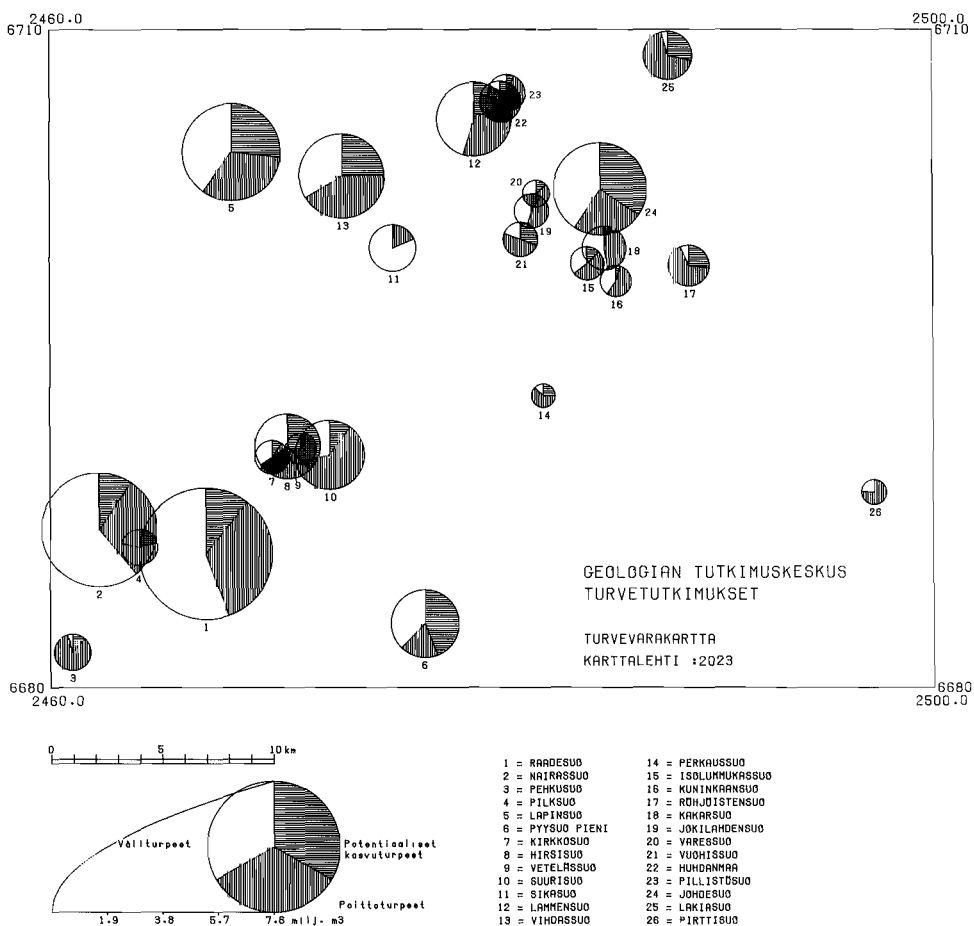 2460.0 2500.0
6710 6710
25
23
22
12
5
13
20
19
24
21
18
11
15
16
17
14
7
8
9
10
26
4
2
1
GEOLOGIAN TUTKIMUSKESKUS
TURVETUTKIMUKSET
TURVEVARAKARTTA
KARTTALEHTI :2023
3
6
6680 6680
2460.0 2500.0
0 5 10 km
Väliturpeet
Potentiaaliset
kasvuturpeet
Polttoturpeet
1.9 3.8 5.7 7.6 milj. m3
1 = RAADESUO
2 = NAIRASSUO
3 = PEHKUSUO
4 = PILKSUO
5 = LAPINSUO
6 = PYYSUO PIENI
7 = KIRKKOSUO
8 = HIRSISUO
9 = VETELÄSSUO
10 = SUURISUO
11 = SIKASUO
12 = LAMMENSUO
13 = VIHDASSUO
14 = PERKAUSSUO
15 = ISOLUMMUKASSUO
16 = KUNINKAANSUO
17 = RÖHJÖISTENSUO
18 = KAKARSUO
19 = JOKILAHDENSUO
20 = VARESSUO
21 = VUOHISSUO
22 = HUHDANMAA
23 = PILLISTÖSUO
24 = JOHDESUO
25 = LAKIASUO
26 = PIRTTISUO